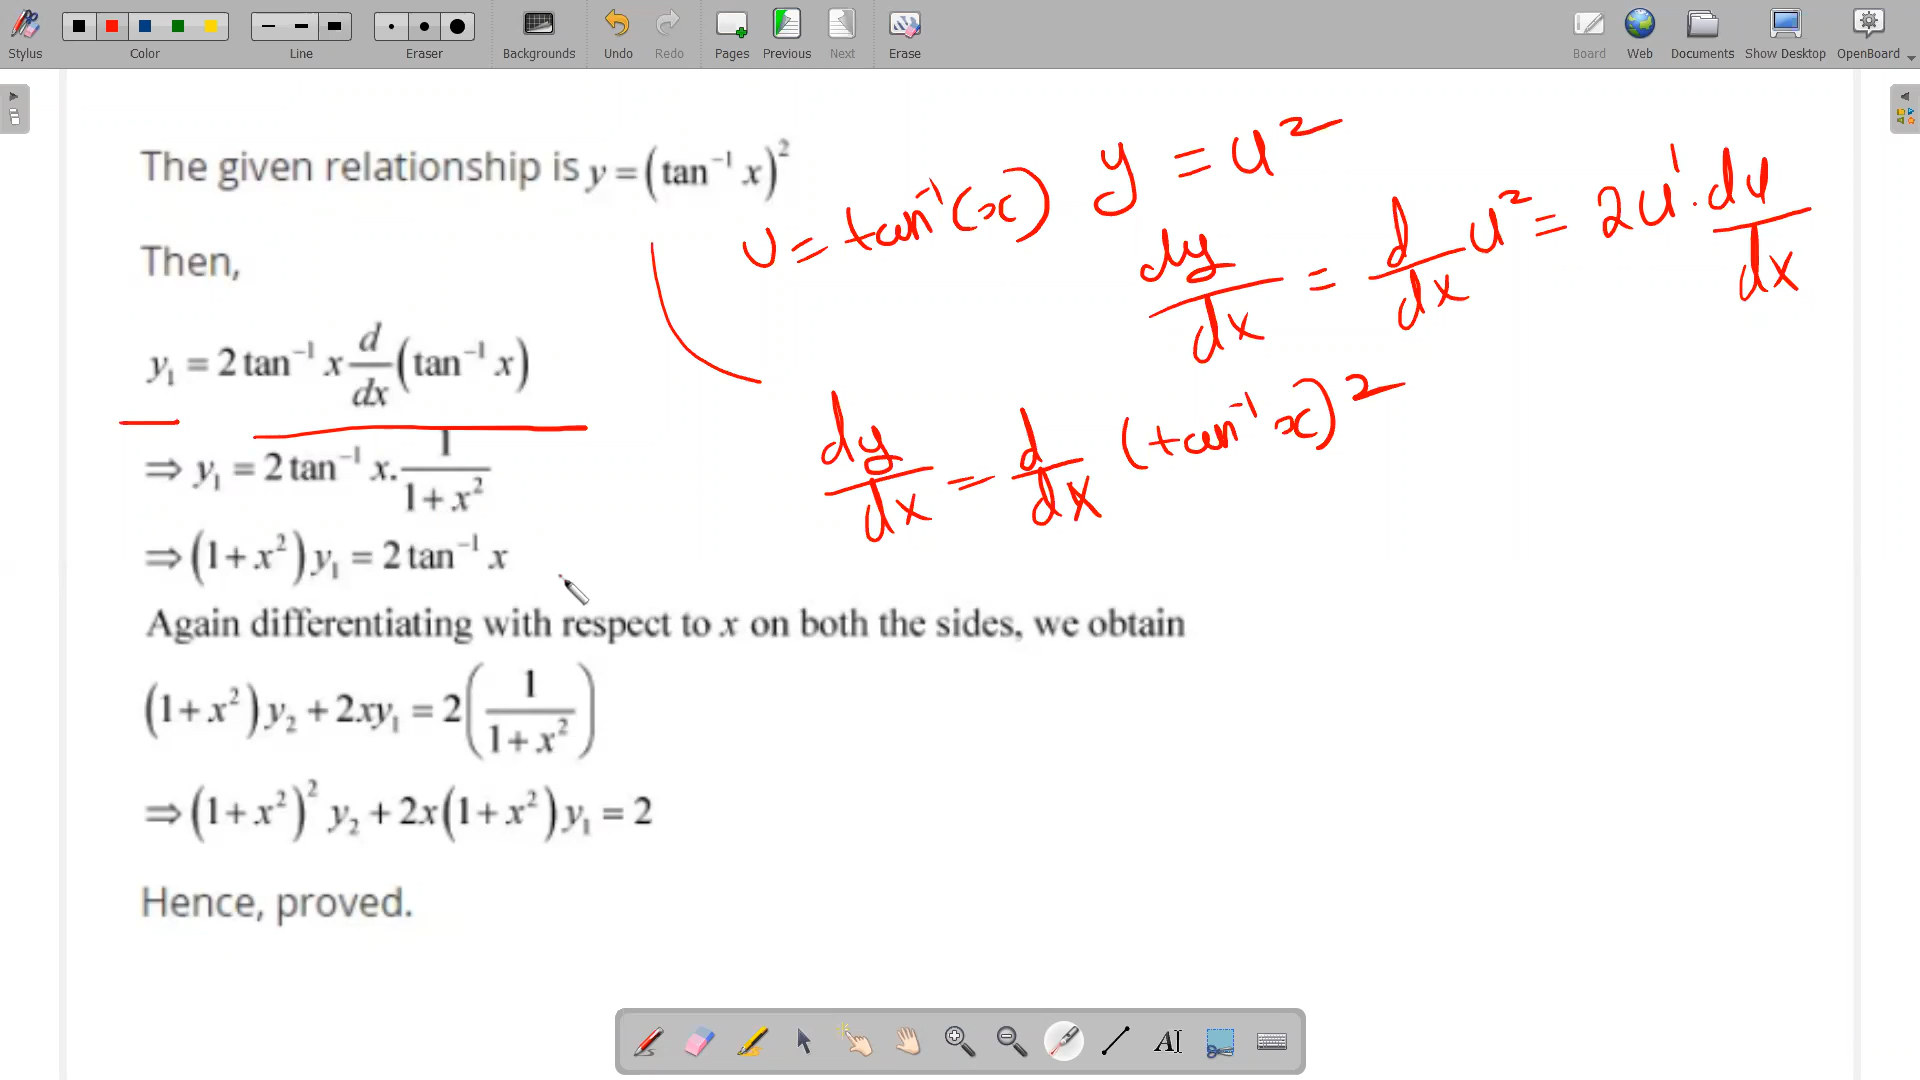 Stylus Color Line Eraser Backgrounds Undo Redo Pages Previous Next Erase Board Web Documents Show Desktop OpenBoard
The given relationship is y = (tan⁻¹ x)²
y = u²
u = tan⁻¹(x)
dy/dx = d/dx u² = 2u¹ · du/dx
Then,
y₁ = 2 tan⁻¹ x d/dx (tan⁻¹ x)
dy/dx = d/dx (tan⁻¹ x)²
⇒ y₁ = 2 tan⁻¹ x. 1/(1 + x²)
⇒ (1 + x²) y₁ = 2 tan⁻¹ x
Again differentiating with respect to x on both the sides, we obtain
(1 + x²) y₂ + 2xy₁ = 2 (1/(1 + x²))
⇒ (1 + x²)² y₂ + 2x (1 + x²) y₁ = 2
Hence, proved.